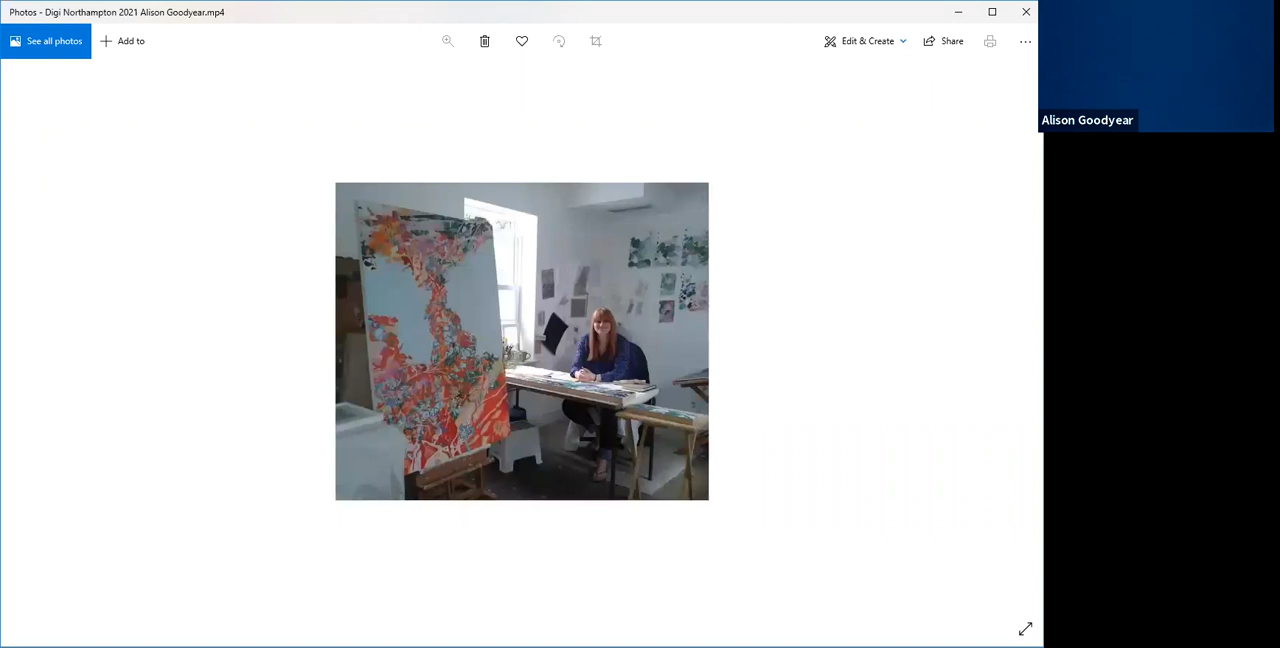 Photos - Digi Northampton 2021 Alison Goodyear.mp4
See all photos
Add to
Edit & Create
Share
Alison Goodyear